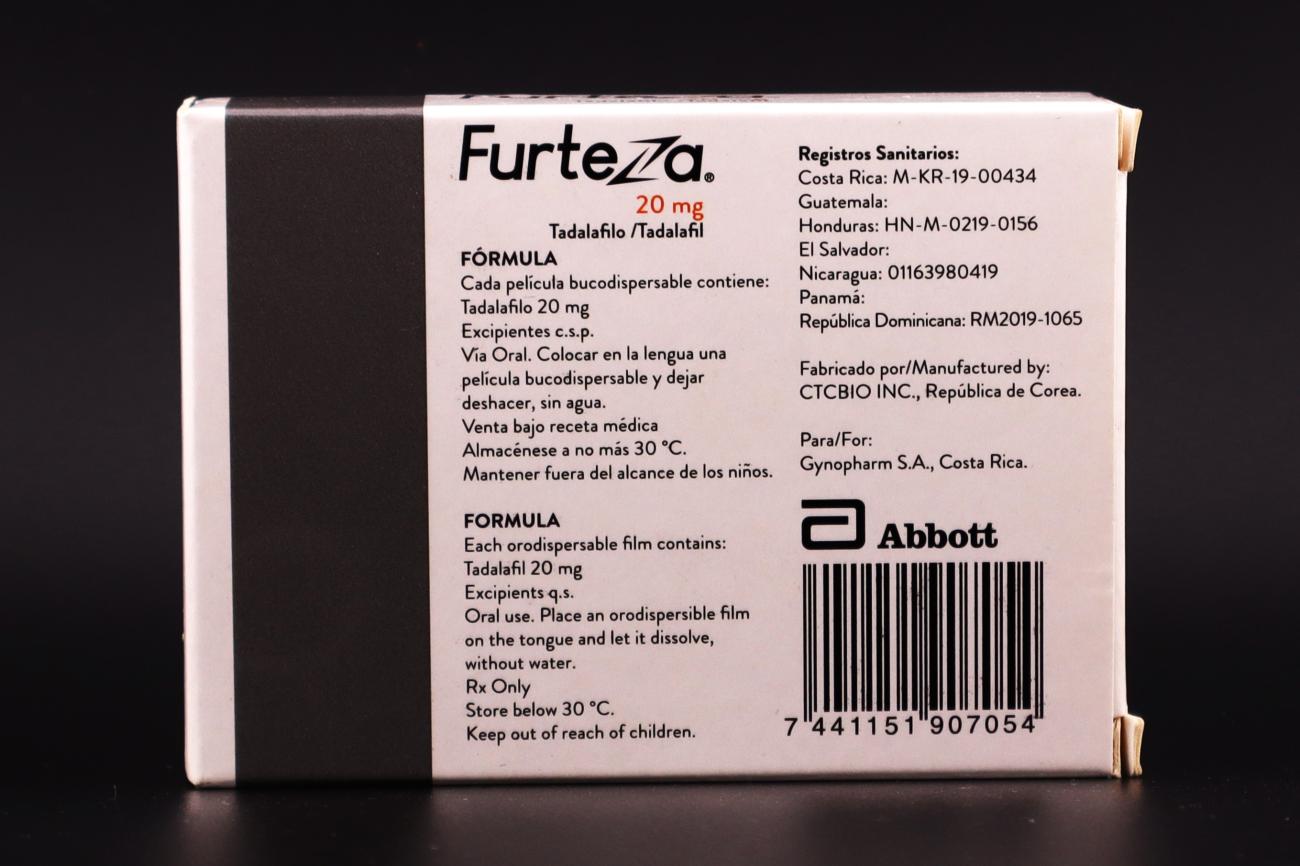 FurteZa®
20 mg
Tadalafilo /Tadalafil
FÓRMULA
Cada película bucodispersable contiene:
Tadalafilo 20 mg
Excipientes c.s.p.
Vía Oral. Colocar en la lengua una
película bucodispersable y dejar
deshacer, sin agua.
Venta bajo receta médica
Almacénese a no más 30 °C.
Mantener fuera del alcance de los niños.
FORMULA
Each orodispersable film contains:
Tadalafil 20 mg
Excipients q.s.
Oral use. Place an orodispersible film
on the tongue and let it dissolve,
without water.
Rx Only
Store below 30 °C.
Keep out of reach of children.
Registros Sanitarios:
Costa Rica: M-KR-19-00434
Guatemala:
Honduras: HN-M-0219-0156
El Salvador:
Nicaragua: 01163980419
Panamá:
República Dominicana: RM2019-1065
Fabricado por/Manufactured by:
CTCBIO INC., República de Corea.
Para/For:
Gynopharm S.A., Costa Rica.
Abbott
7 441151 907054